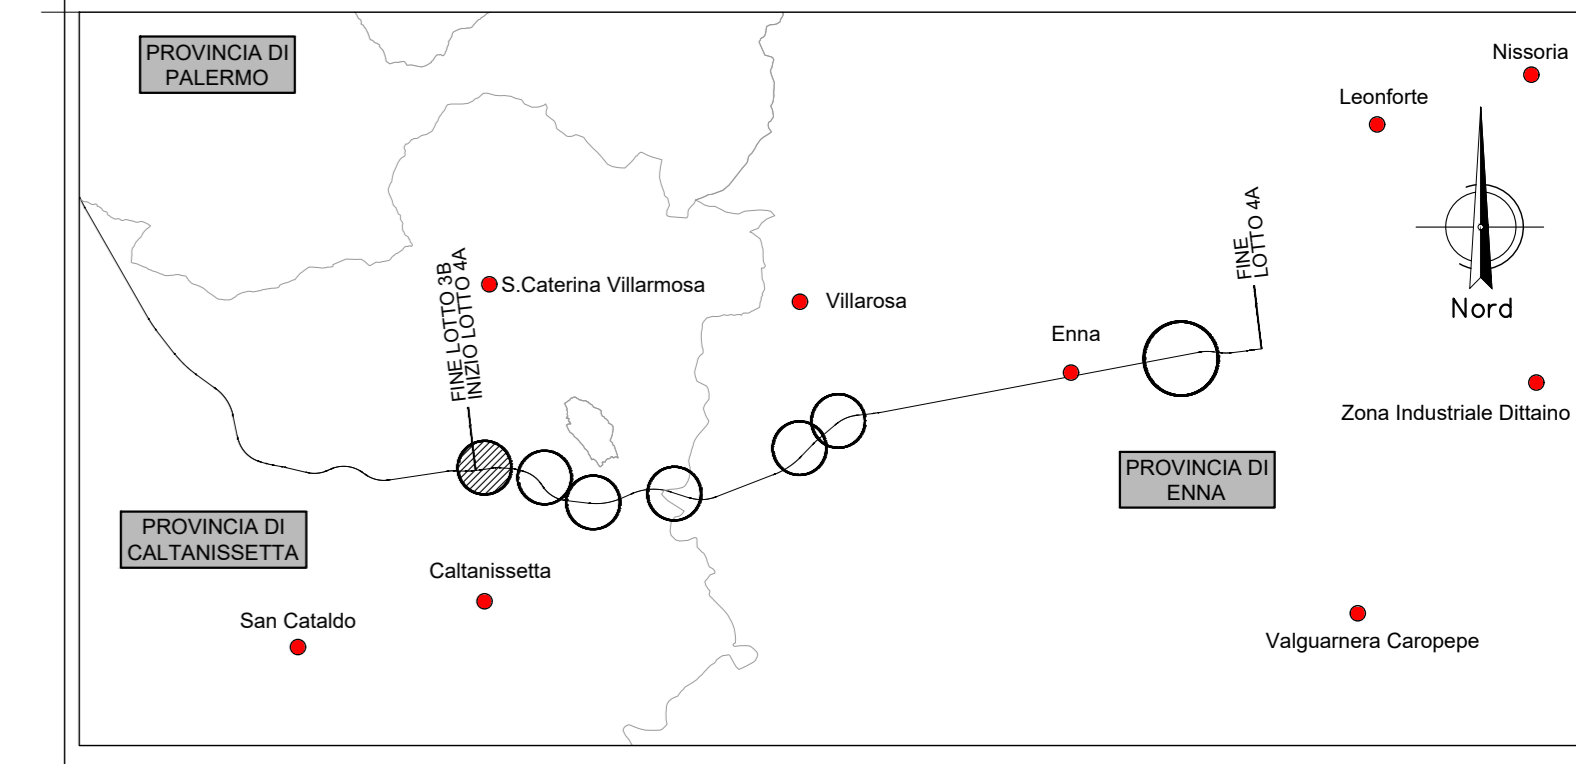 PROVINCIA DI
PALERMO
Nissoria
Leonforte
FINE
LOTTO 4A
FINE LOTTO 3B
INIZIO LOTTO 4A
S.Caterina Villarmosa
Villarosa
Nord
Enna
Zona Industriale Dittaino
PROVINCIA DI
ENNA
PROVINCIA DI
CALTANISSETTA
Caltanissetta
San Cataldo
Valguarnera Caropepe